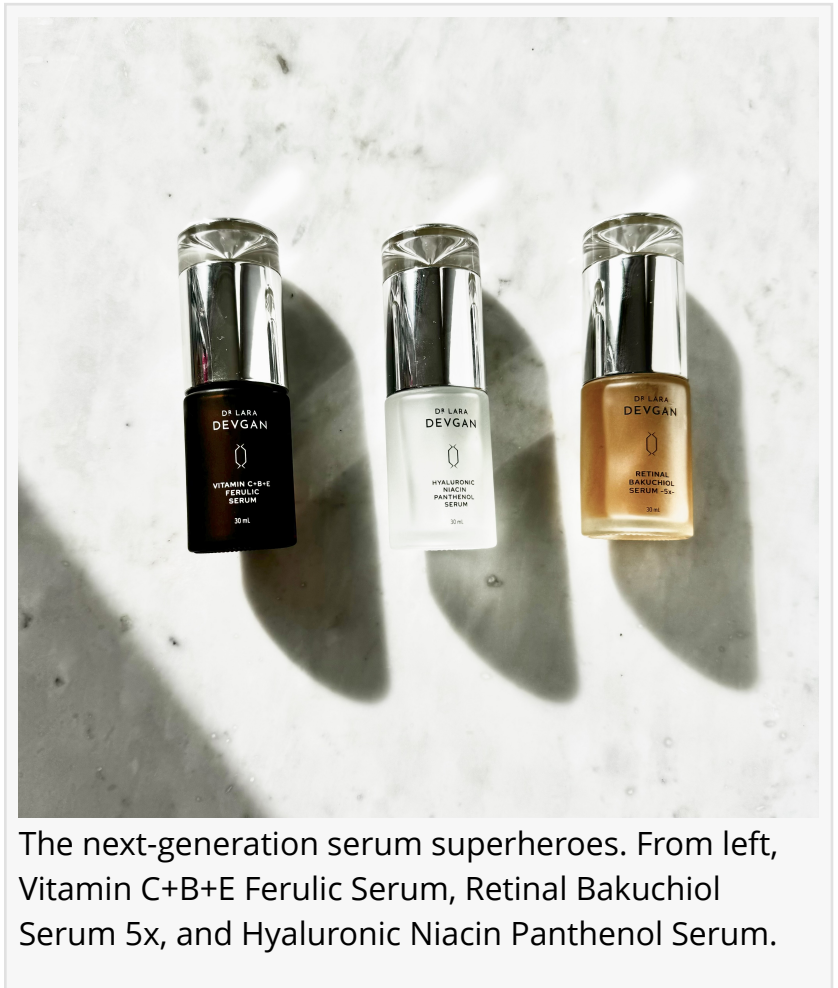 Dᴿ LARA
DEVGAN
VITAMIN C+B+E
FERULIC
SERUM
30 mL
Dᴿ LARA
DEVGAN
HYALURONIC
NIACIN
PANTHENOL
SERUM
30 mL
Dᴿ LARA
DEVGAN
RETINAL
BAKUCHIOL
SERUM -5x-
30 mL
The next-generation serum superheroes. From left,
Vitamin C+B+E Ferulic Serum, Retinal Bakuchiol
Serum 5x, and Hyaluronic Niacin Panthenol Serum.